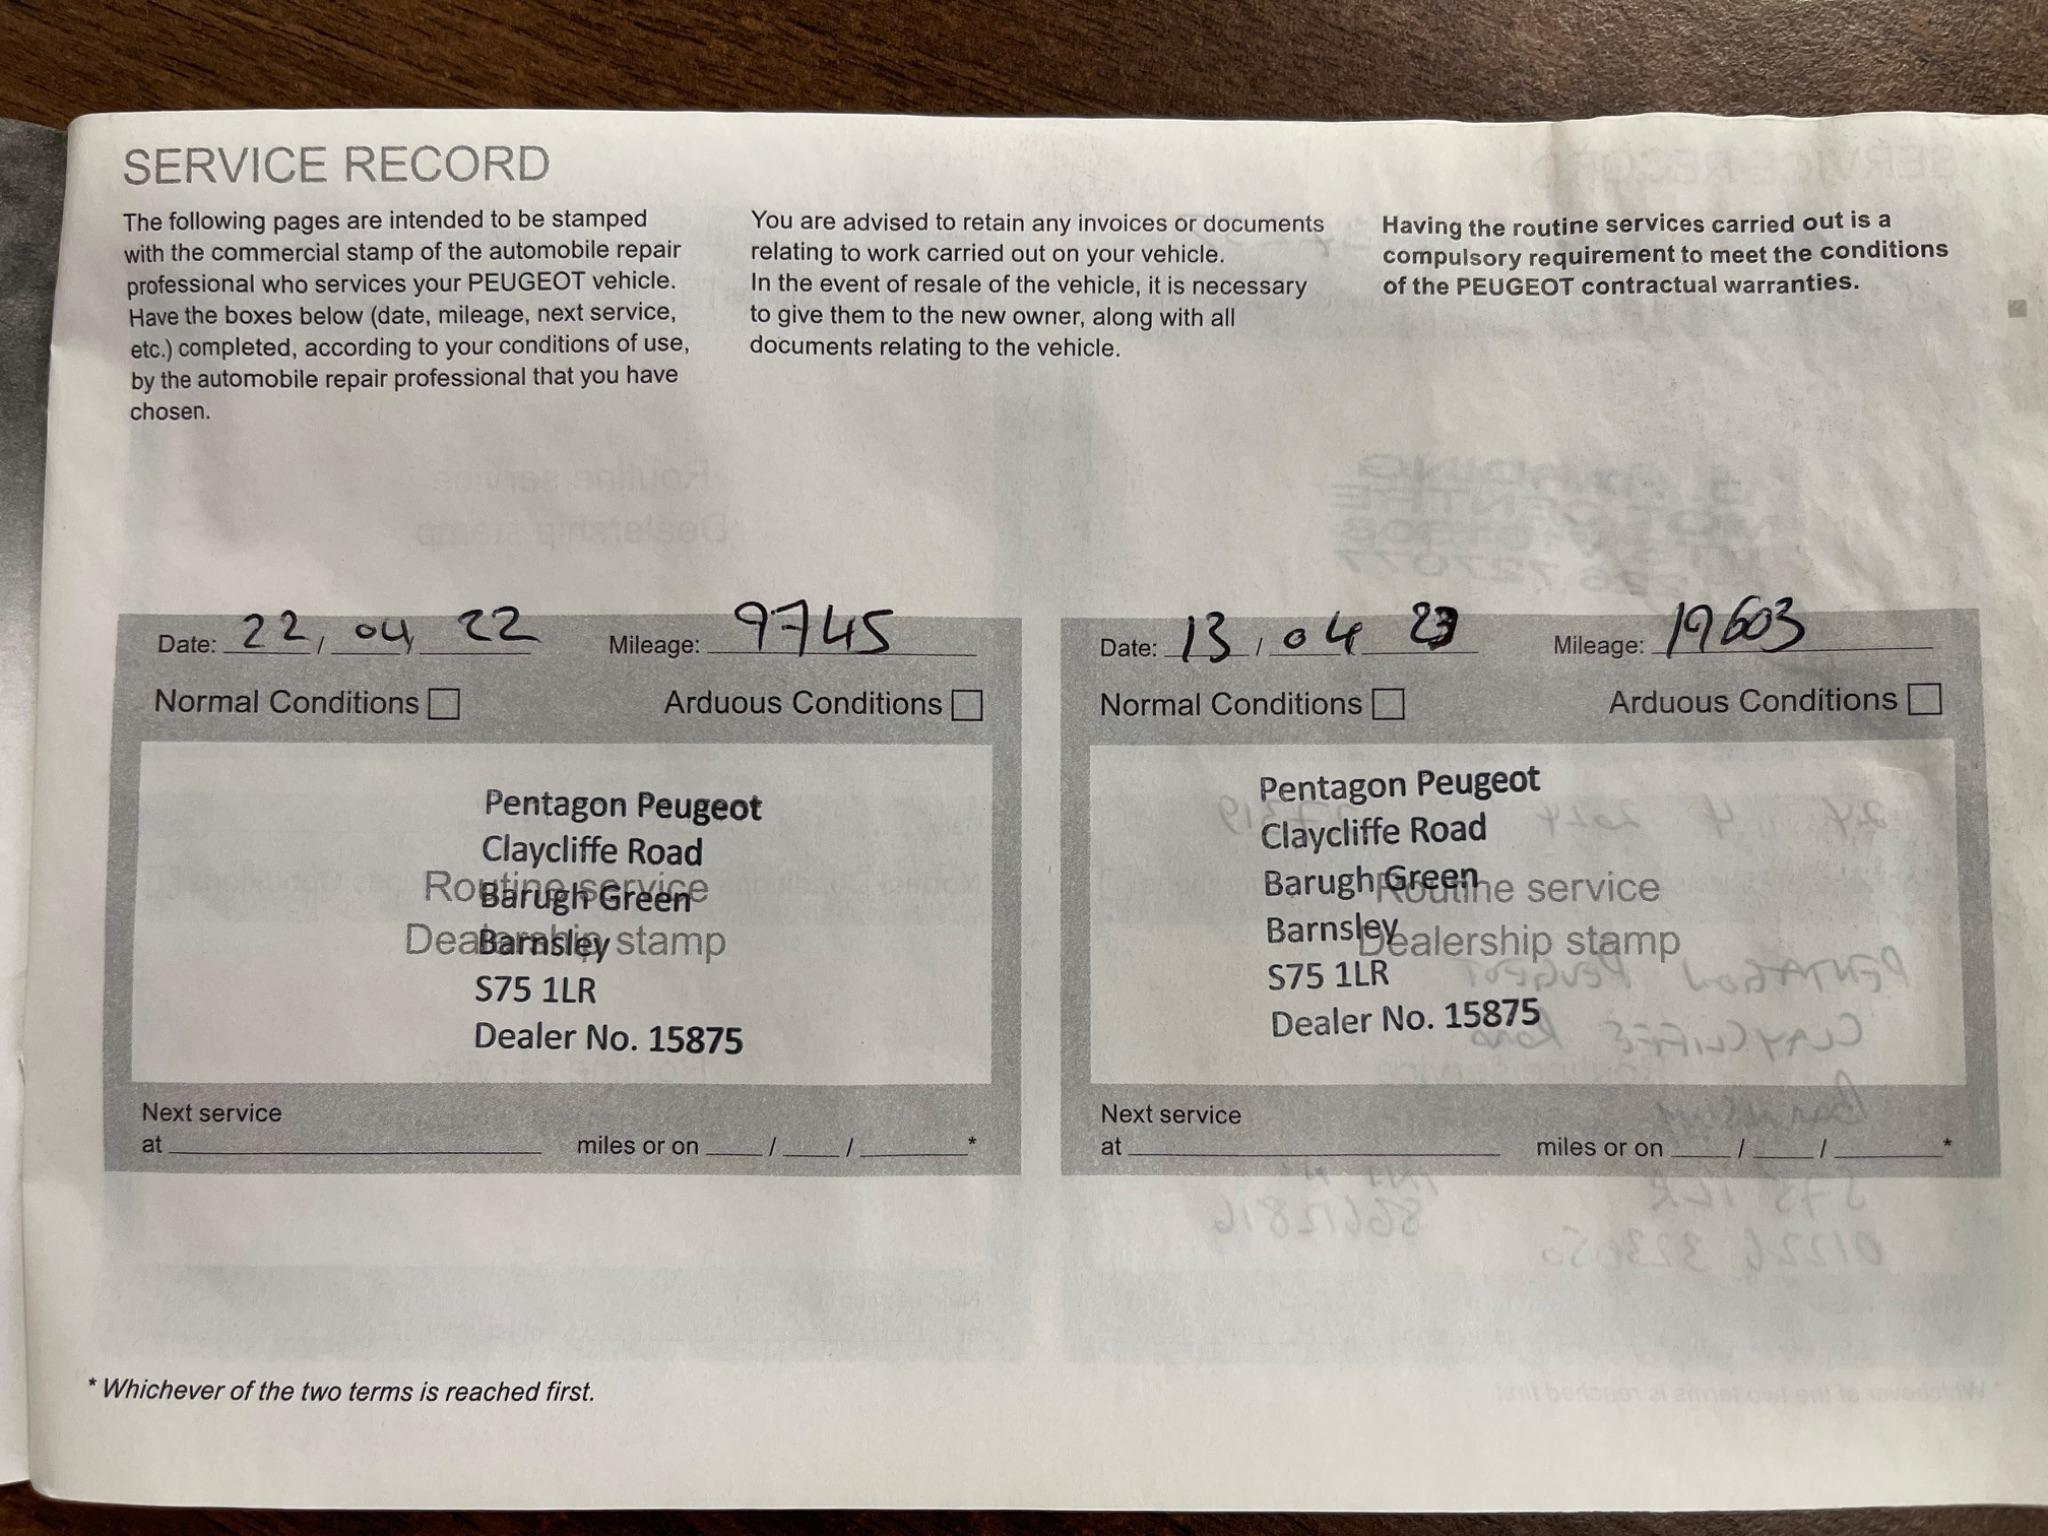 SERVICE RECORD
The following pages are intended to be stamped
with the commercial stamp of the automobile repair
professional who services your PEUGEOT vehicle.
Have the boxes below (date, mileage, next service,
etc.) completed, according to your conditions of use,
by the automobile repair professional that you have
chosen.
You are advised to retain any invoices or documents
relating to work carried out on your vehicle.
In the event of resale of the vehicle, it is necessary
to give them to the new owner, along with all
documents relating to the vehicle.
Having the routine services carried out is a
compulsory requirement to meet the conditions
of the PEUGEOT contractual warranties.
Date: 22 / 04 / 22 Mileage: 9745
Normal Conditions Arduous Conditions
Pentagon Peugeot
Claycliffe Road
Routine service
Barugh Green
Dealership stamp
Barnsley
S75 1LR
Dealer No. 15875
Next service
at miles or on / / *
Date: 13 / 04 23 Mileage: 19603
Normal Conditions Arduous Conditions
Pentagon Peugeot
Claycliffe Road
Barugh Green
Routine service
Barnsley
Dealership stamp
S75 1LR
Dealer No. 15875
Next service
at miles or on / / *
* Whichever of the two terms is reached first.